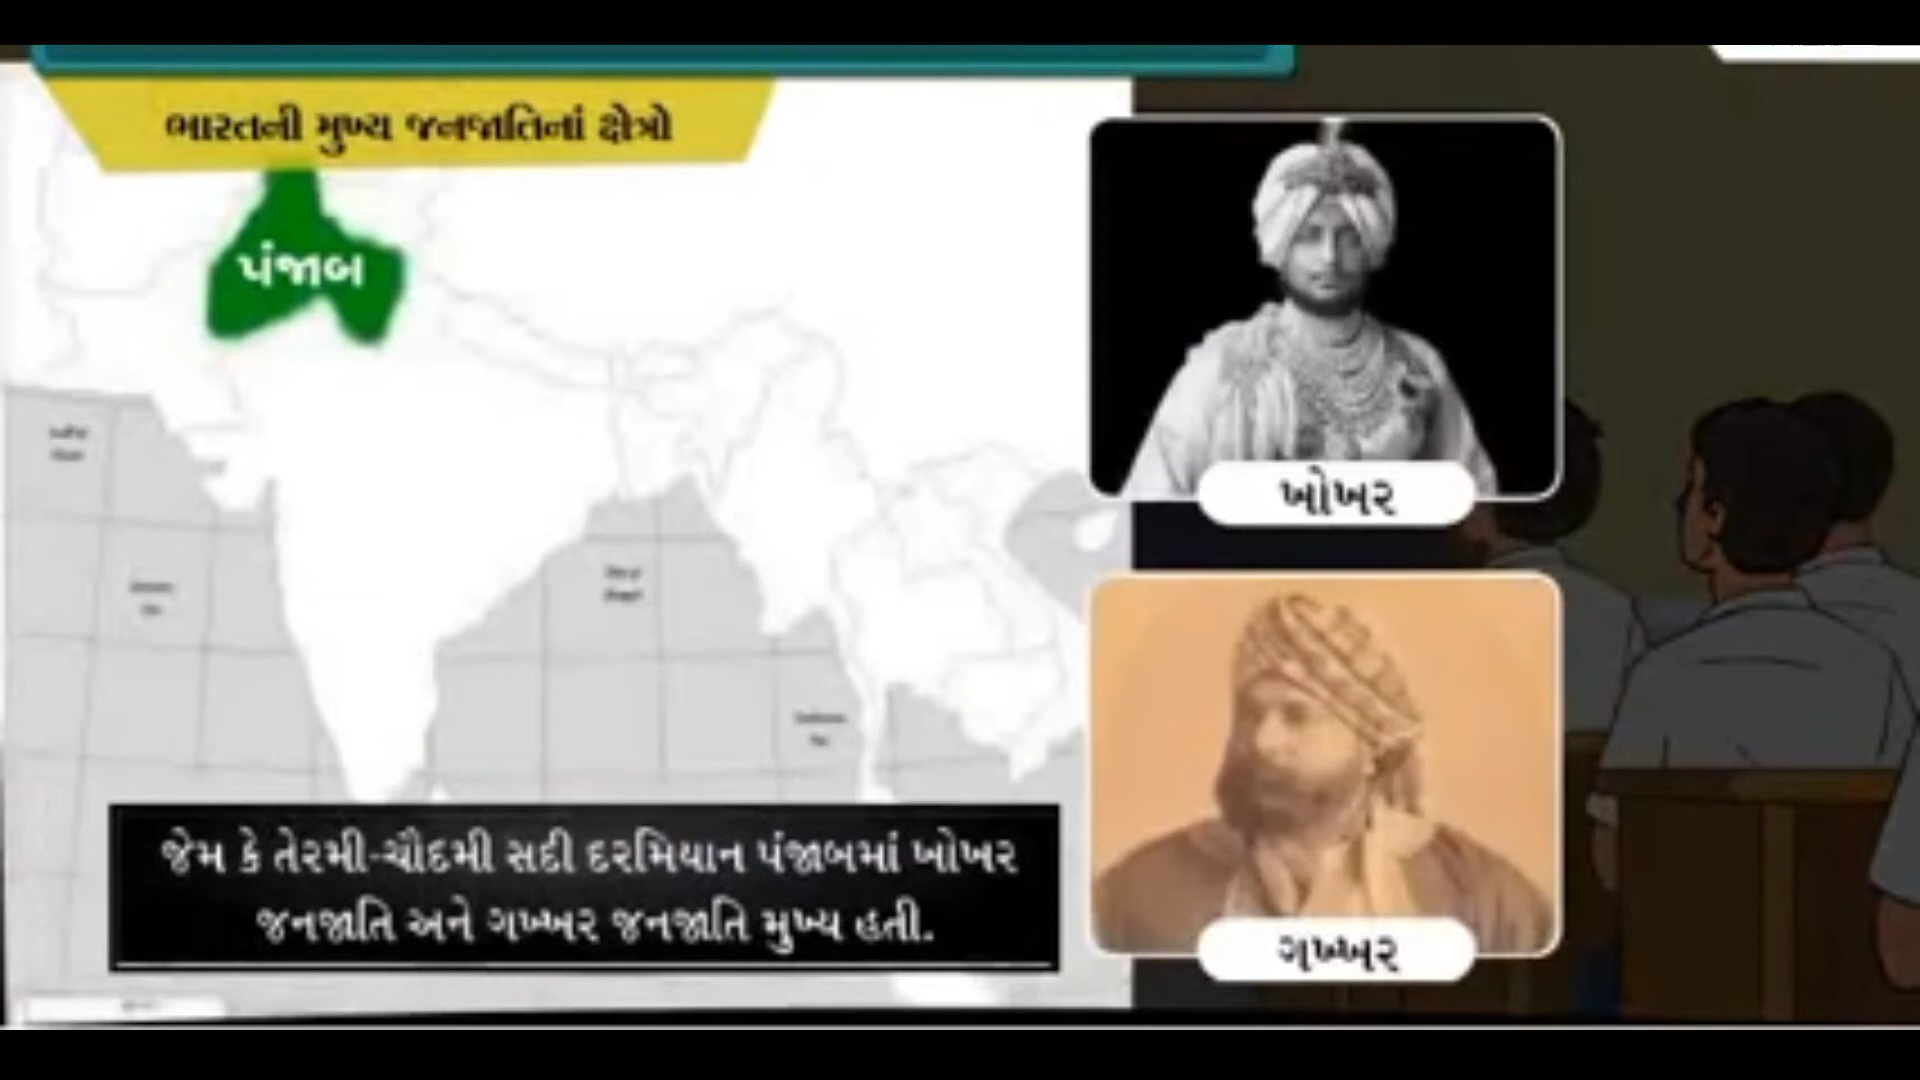 ભારતની મુખ્ય જનજાતિનાં ક્ષેત્રો
પંજાબ
ખોખર
ગખ્ખર
જેમ કે તેરમી-ચૌદમી સદી દરમિયાન પંજાબમાં ખોખર
જનજાતિ અને ગખ્ખર જનજાતિ મુખ્ય હતી.